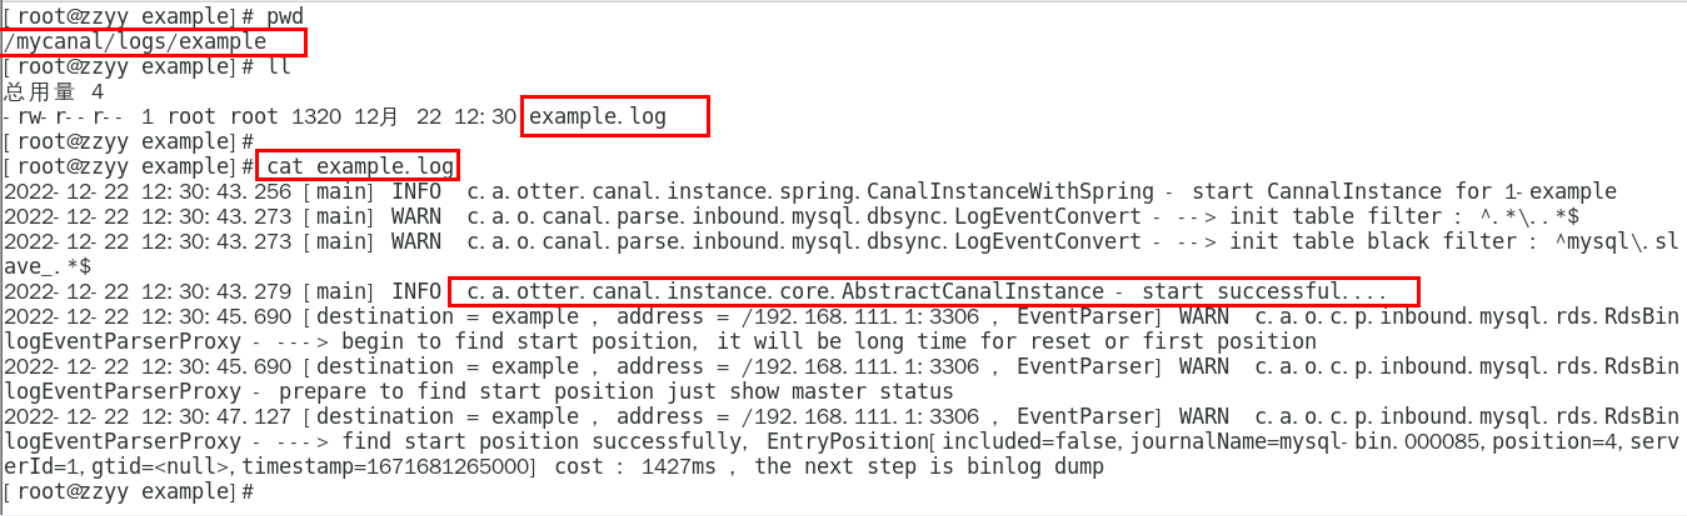 [root@zzyy example]# pwd
/mycanal/logs/example
[root@zzyy example]# ll
总用量 4
-rw-r--r-- 1 root root 1320 12月 22 12:30 example.log
[root@zzyy example]#
[root@zzyy example]# cat example.log
2022-12-22 12:30:43.256 [main] INFO  c.a.otter.canal.instance.spring.CanalInstanceWithSpring - start CannalInstance for 1-example
2022-12-22 12:30:43.273 [main] WARN  c.a.o.canal.parse.inbound.mysql.dbsync.LogEventConvert - --> init table filter : ^.*\..*$
2022-12-22 12:30:43.273 [main] WARN  c.a.o.canal.parse.inbound.mysql.dbsync.LogEventConvert - --> init table black filter : ^mysql\.sl
ave_.*$
2022-12-22 12:30:43.279 [main] INFO  c.a.otter.canal.instance.core.AbstractCanalInstance - start successful....
2022-12-22 12:30:45.690 [destination = example , address = /192.168.111.1:3306 , EventParser] WARN  c.a.o.c.p.inbound.mysql.rds.RdsBin
logEventParserProxy - ---> begin to find start position, it will be long time for reset or first position
2022-12-22 12:30:45.690 [destination = example , address = /192.168.111.1:3306 , EventParser] WARN  c.a.o.c.p.inbound.mysql.rds.RdsBin
logEventParserProxy - prepare to find start position just show master status
2022-12-22 12:30:47.127 [destination = example , address = /192.168.111.1:3306 , EventParser] WARN  c.a.o.c.p.inbound.mysql.rds.RdsBin
logEventParserProxy - ---> find start position successfully, EntryPosition[included=false,journalName=mysql-bin.000085,position=4,serv
erId=1,gtid=<null>,timestamp=1671681265000] cost : 1427ms , the next step is binlog dump
[root@zzyy example]#